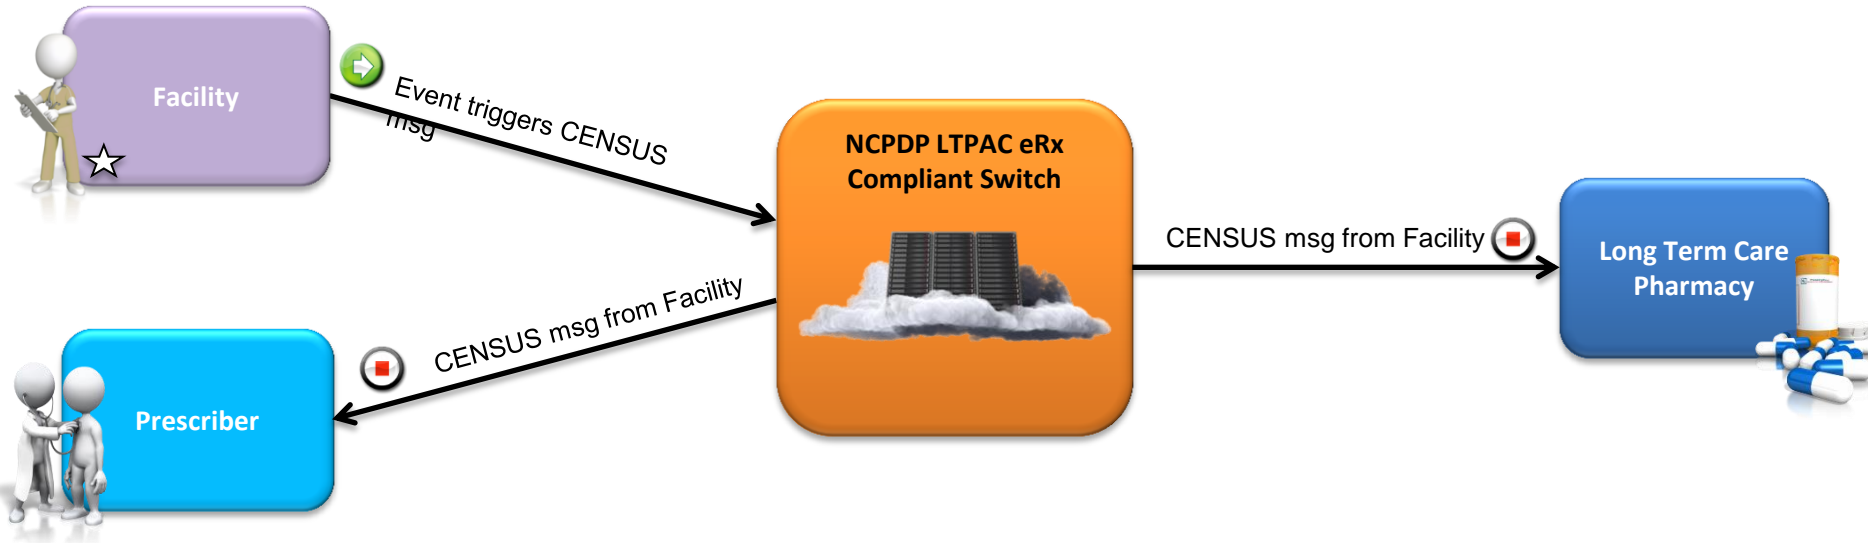 Facility
Event triggers CENSUS
msg
NCPDP LTPAC eRx
Compliant Switch
CENSUS msg from Facility
Long Term Care
Pharmacy
CENSUS msg from Facility
Prescriber